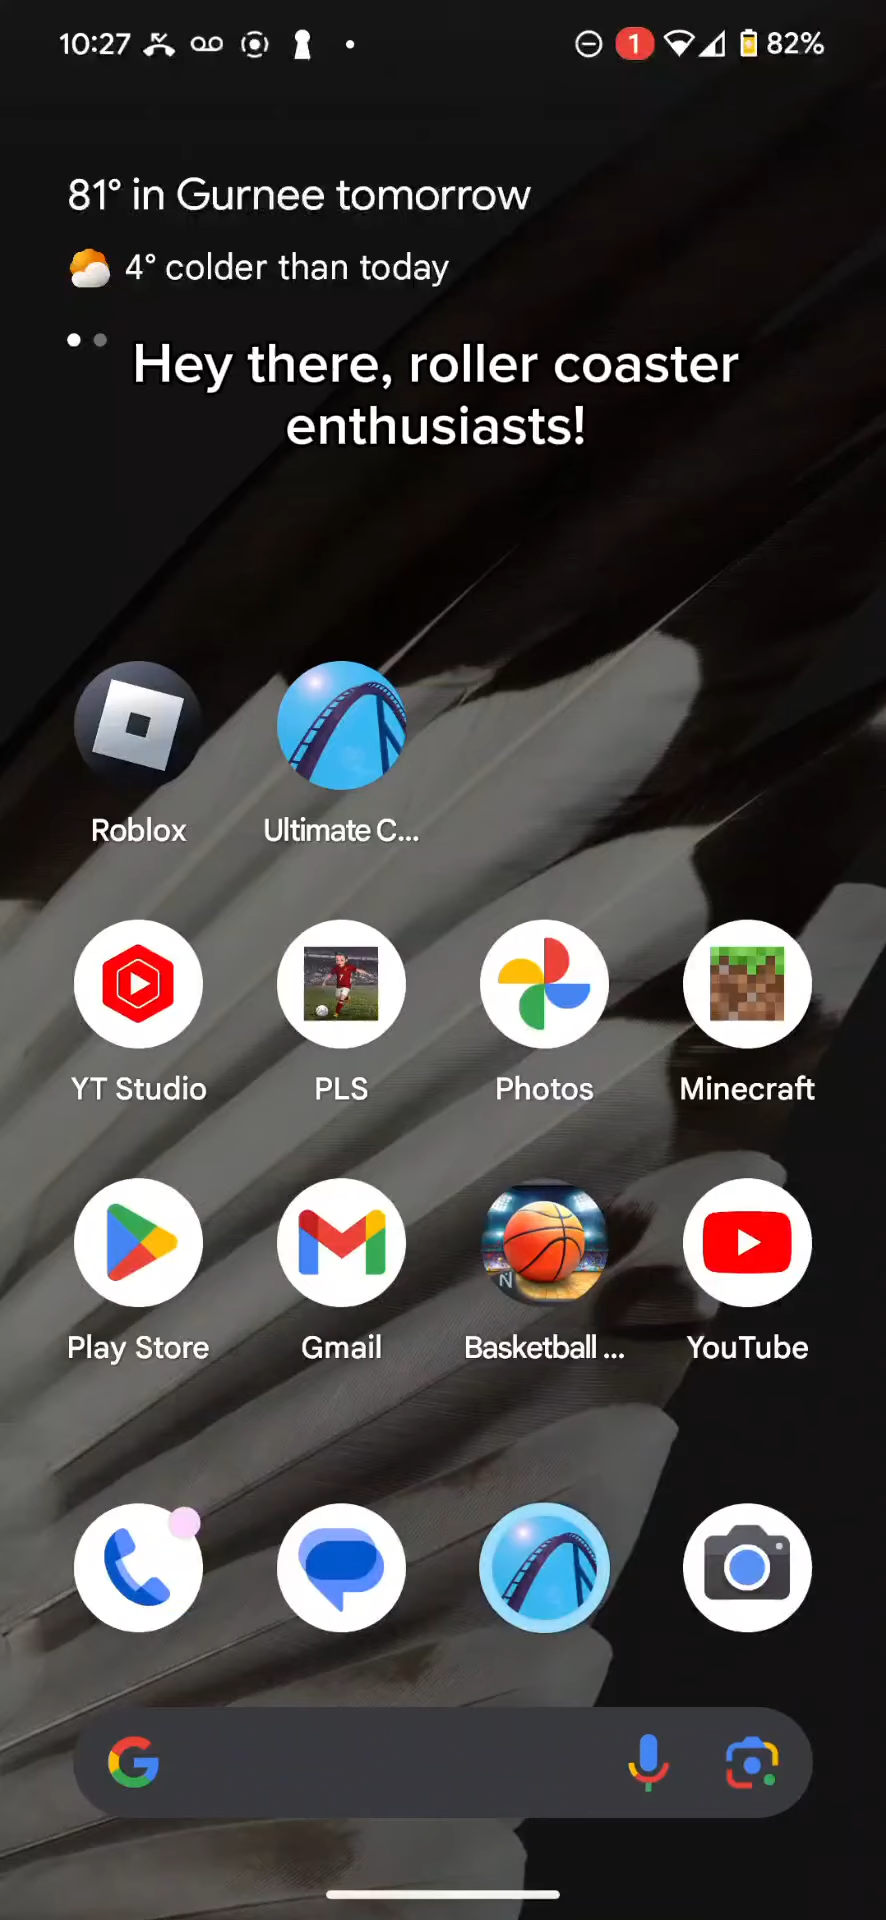 10:27 1 82%
81° in Gurnee tomorrow
4° colder than today
Hey there, roller coaster
enthusiasts!
Roblox Ultimate C...
YT Studio PLS Photos Minecraft
N
Play Store Gmail Basketball ... YouTube
G